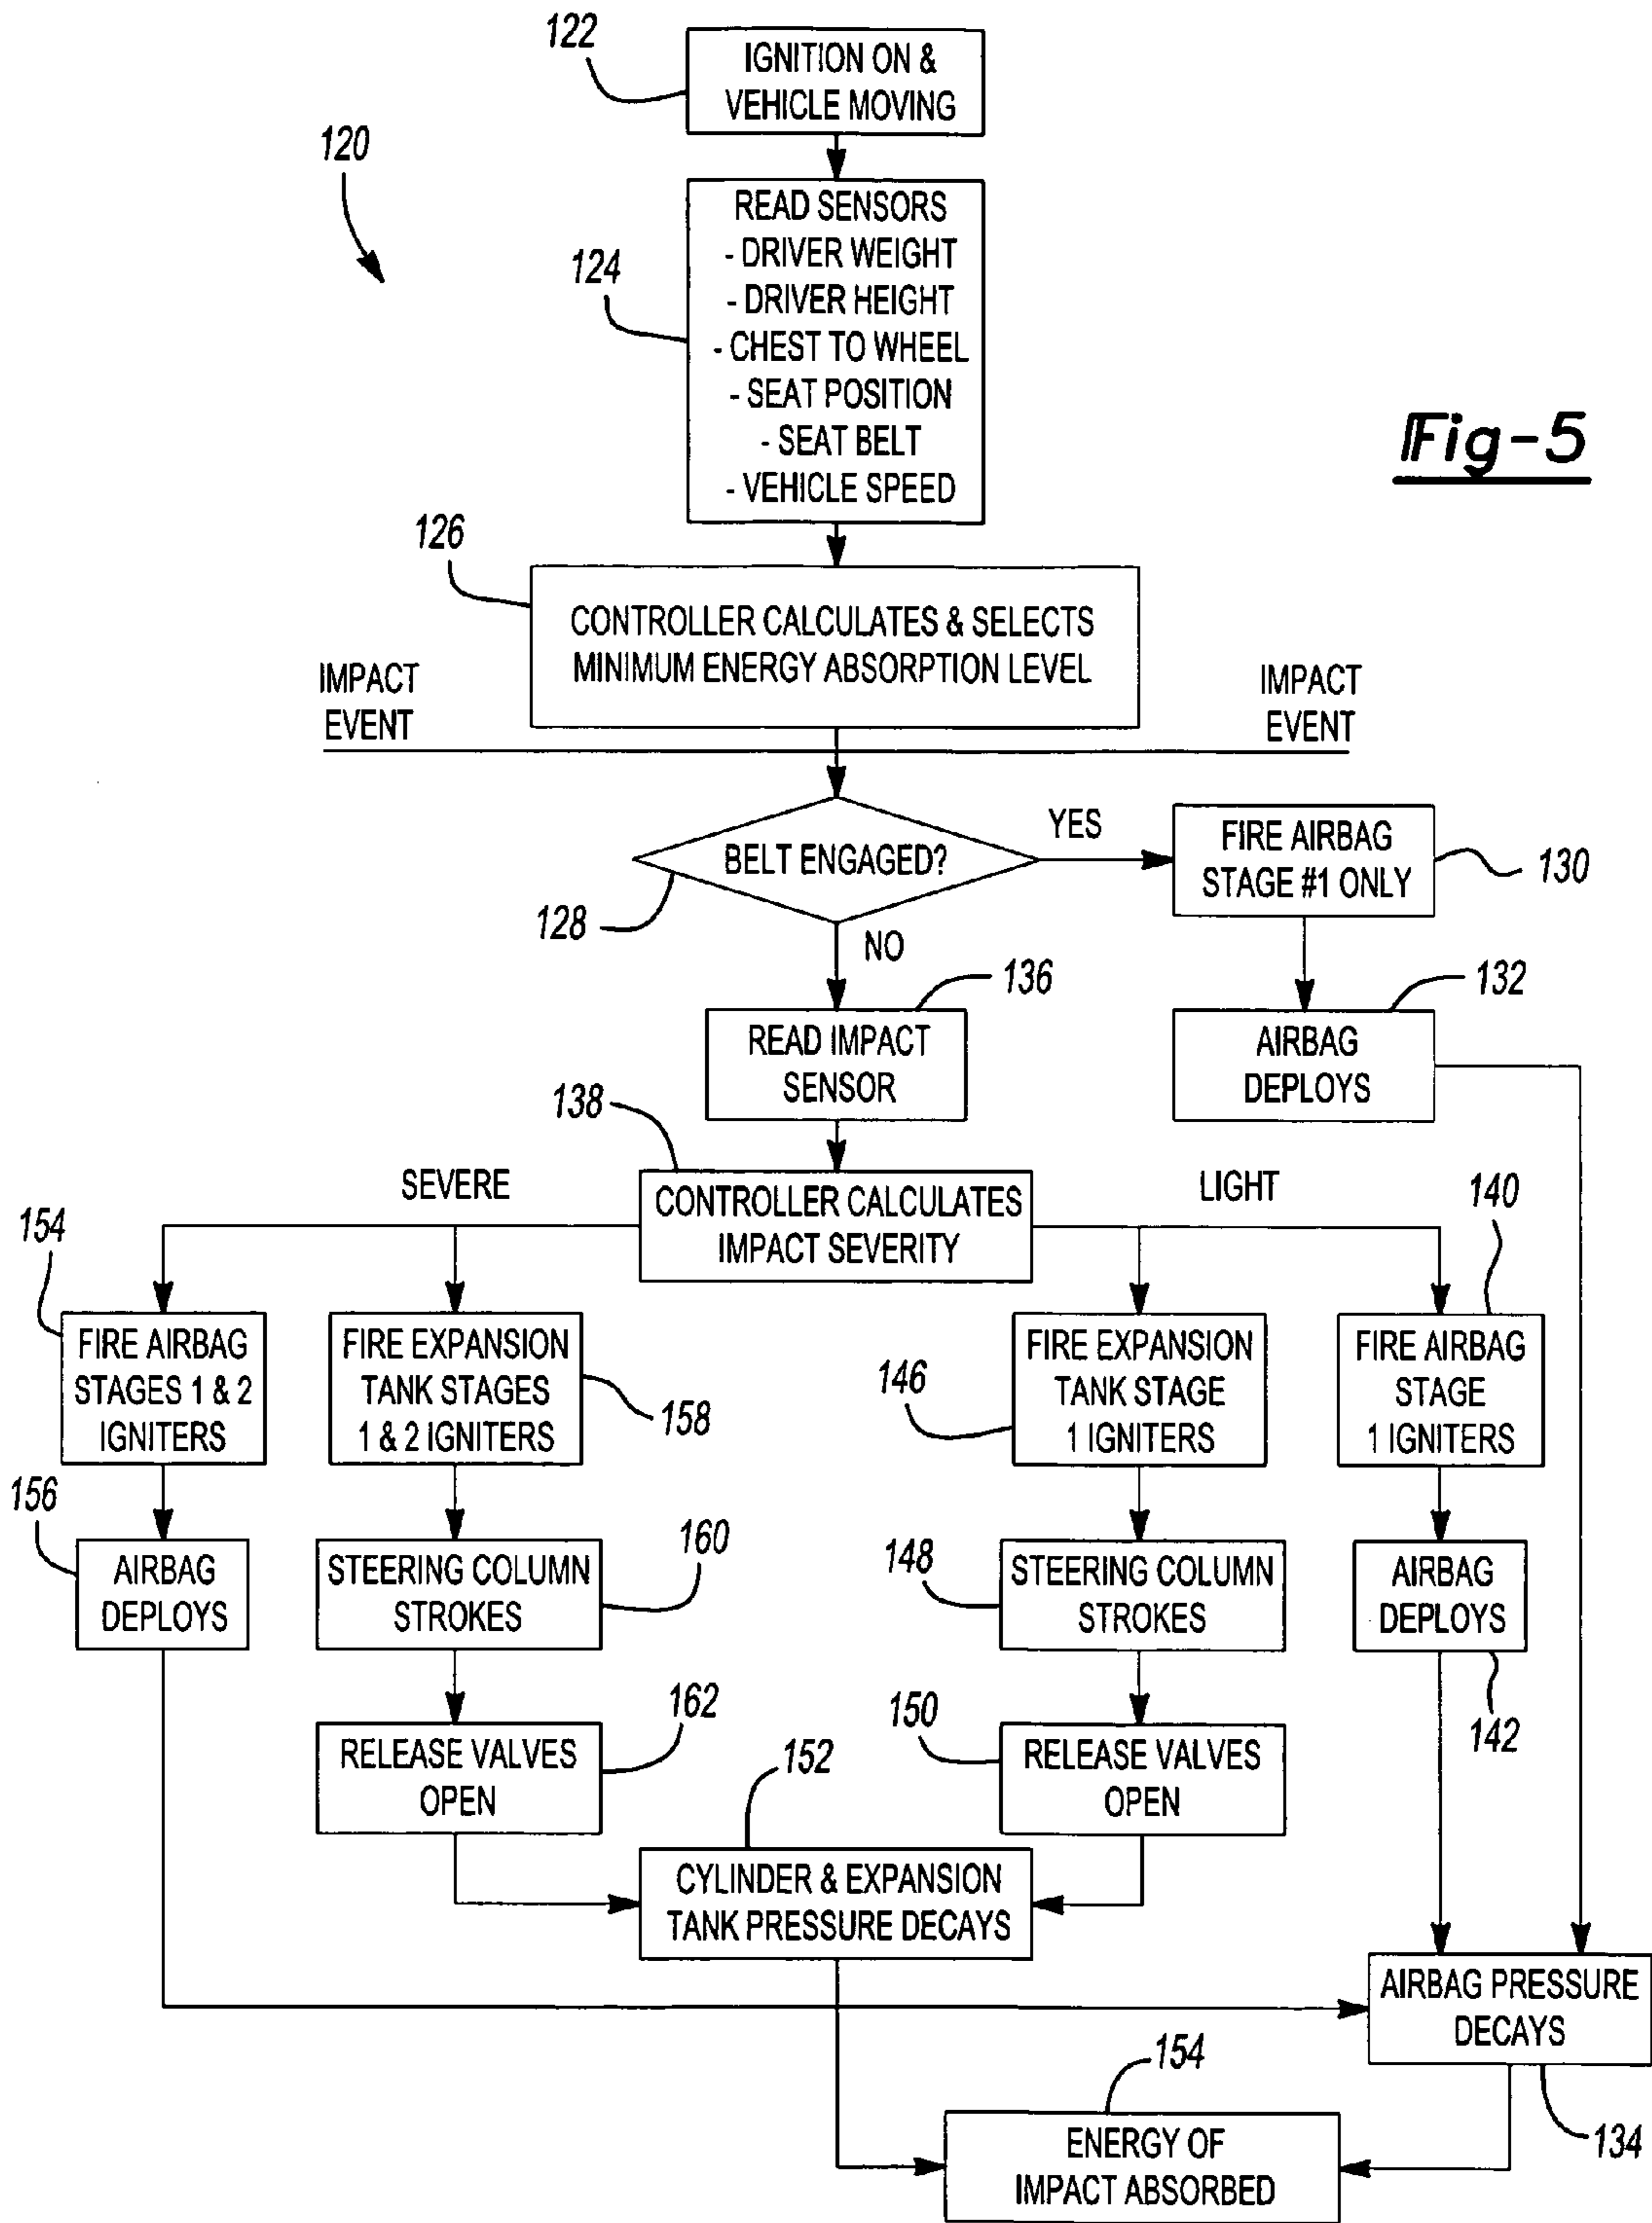 122
IGNITION ON &
VEHICLE MOVING
120
124
READ SENSORS
- DRIVER WEIGHT
- DRIVER HEIGHT
- CHEST TO WHEEL
- SEAT POSITION
- SEAT BELT
- VEHICLE SPEED
Fig-5
126
CONTROLLER CALCULATES & SELECTS
MINIMUM ENERGY ABSORPTION LEVEL
IMPACT
EVENT
IMPACT
EVENT
BELT ENGAGED?
128
YES
NO
FIRE AIRBAG
STAGE #1 ONLY
130
132
AIRBAG
DEPLOYS
136
READ IMPACT
SENSOR
138
CONTROLLER CALCULATES
IMPACT SEVERITY
SEVERE
LIGHT
154
FIRE AIRBAG
STAGES 1 & 2
IGNITERS
FIRE EXPANSION
TANK STAGES
1 & 2 IGNITERS
158
146
FIRE EXPANSION
TANK STAGE
1 IGNITERS
140
FIRE AIRBAG
STAGE
1 IGNITERS
156
AIRBAG
DEPLOYS
STEERING COLUMN
STROKES
160
148
STEERING COLUMN
STROKES
AIRBAG
DEPLOYS
142
RELEASE VALVES
OPEN
162
150
RELEASE VALVES
OPEN
152
CYLINDER & EXPANSION
TANK PRESSURE DECAYS
AIRBAG PRESSURE
DECAYS
134
154
ENERGY OF
IMPACT ABSORBED